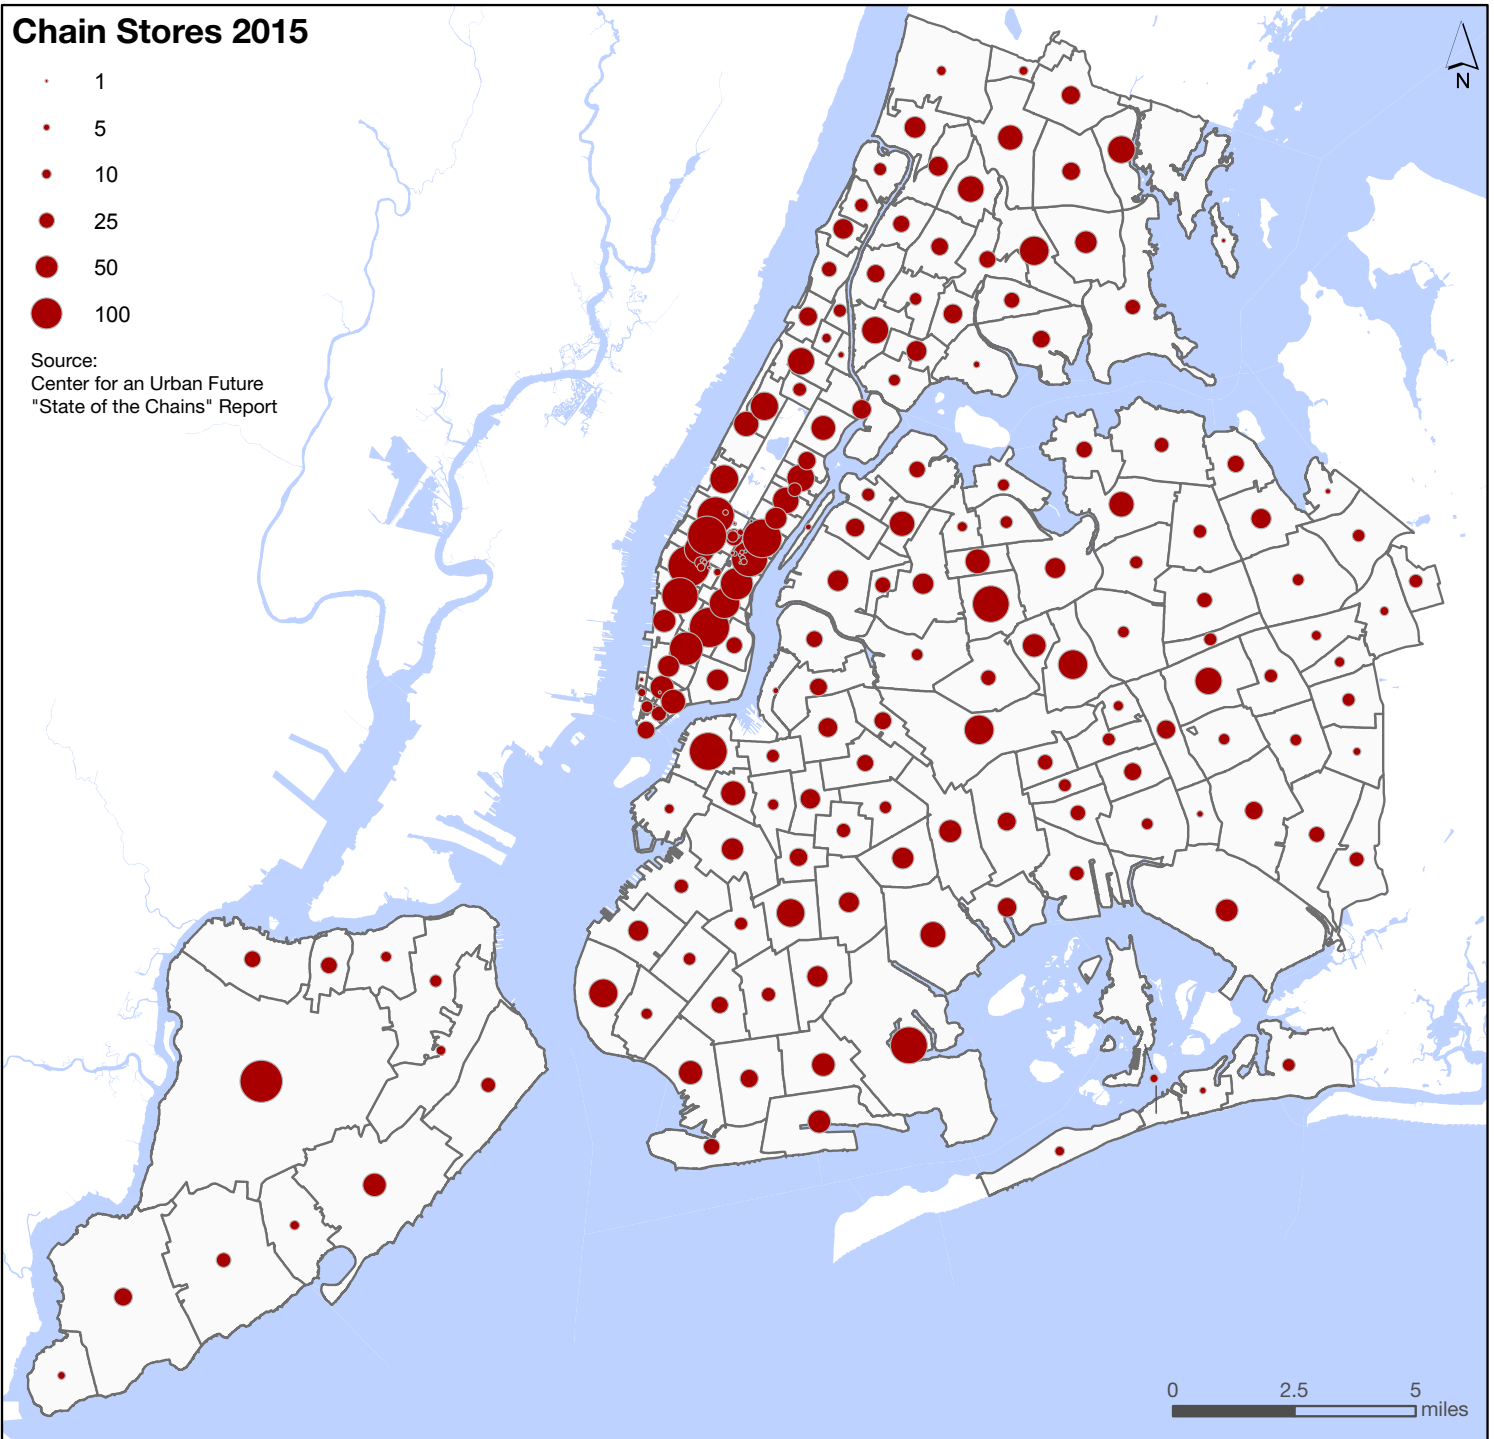 Chain Stores 2015
1
5
10
25
50
100
Source:
Center for an Urban Future
"State of the Chains" Report
N
0 2.5 5
miles